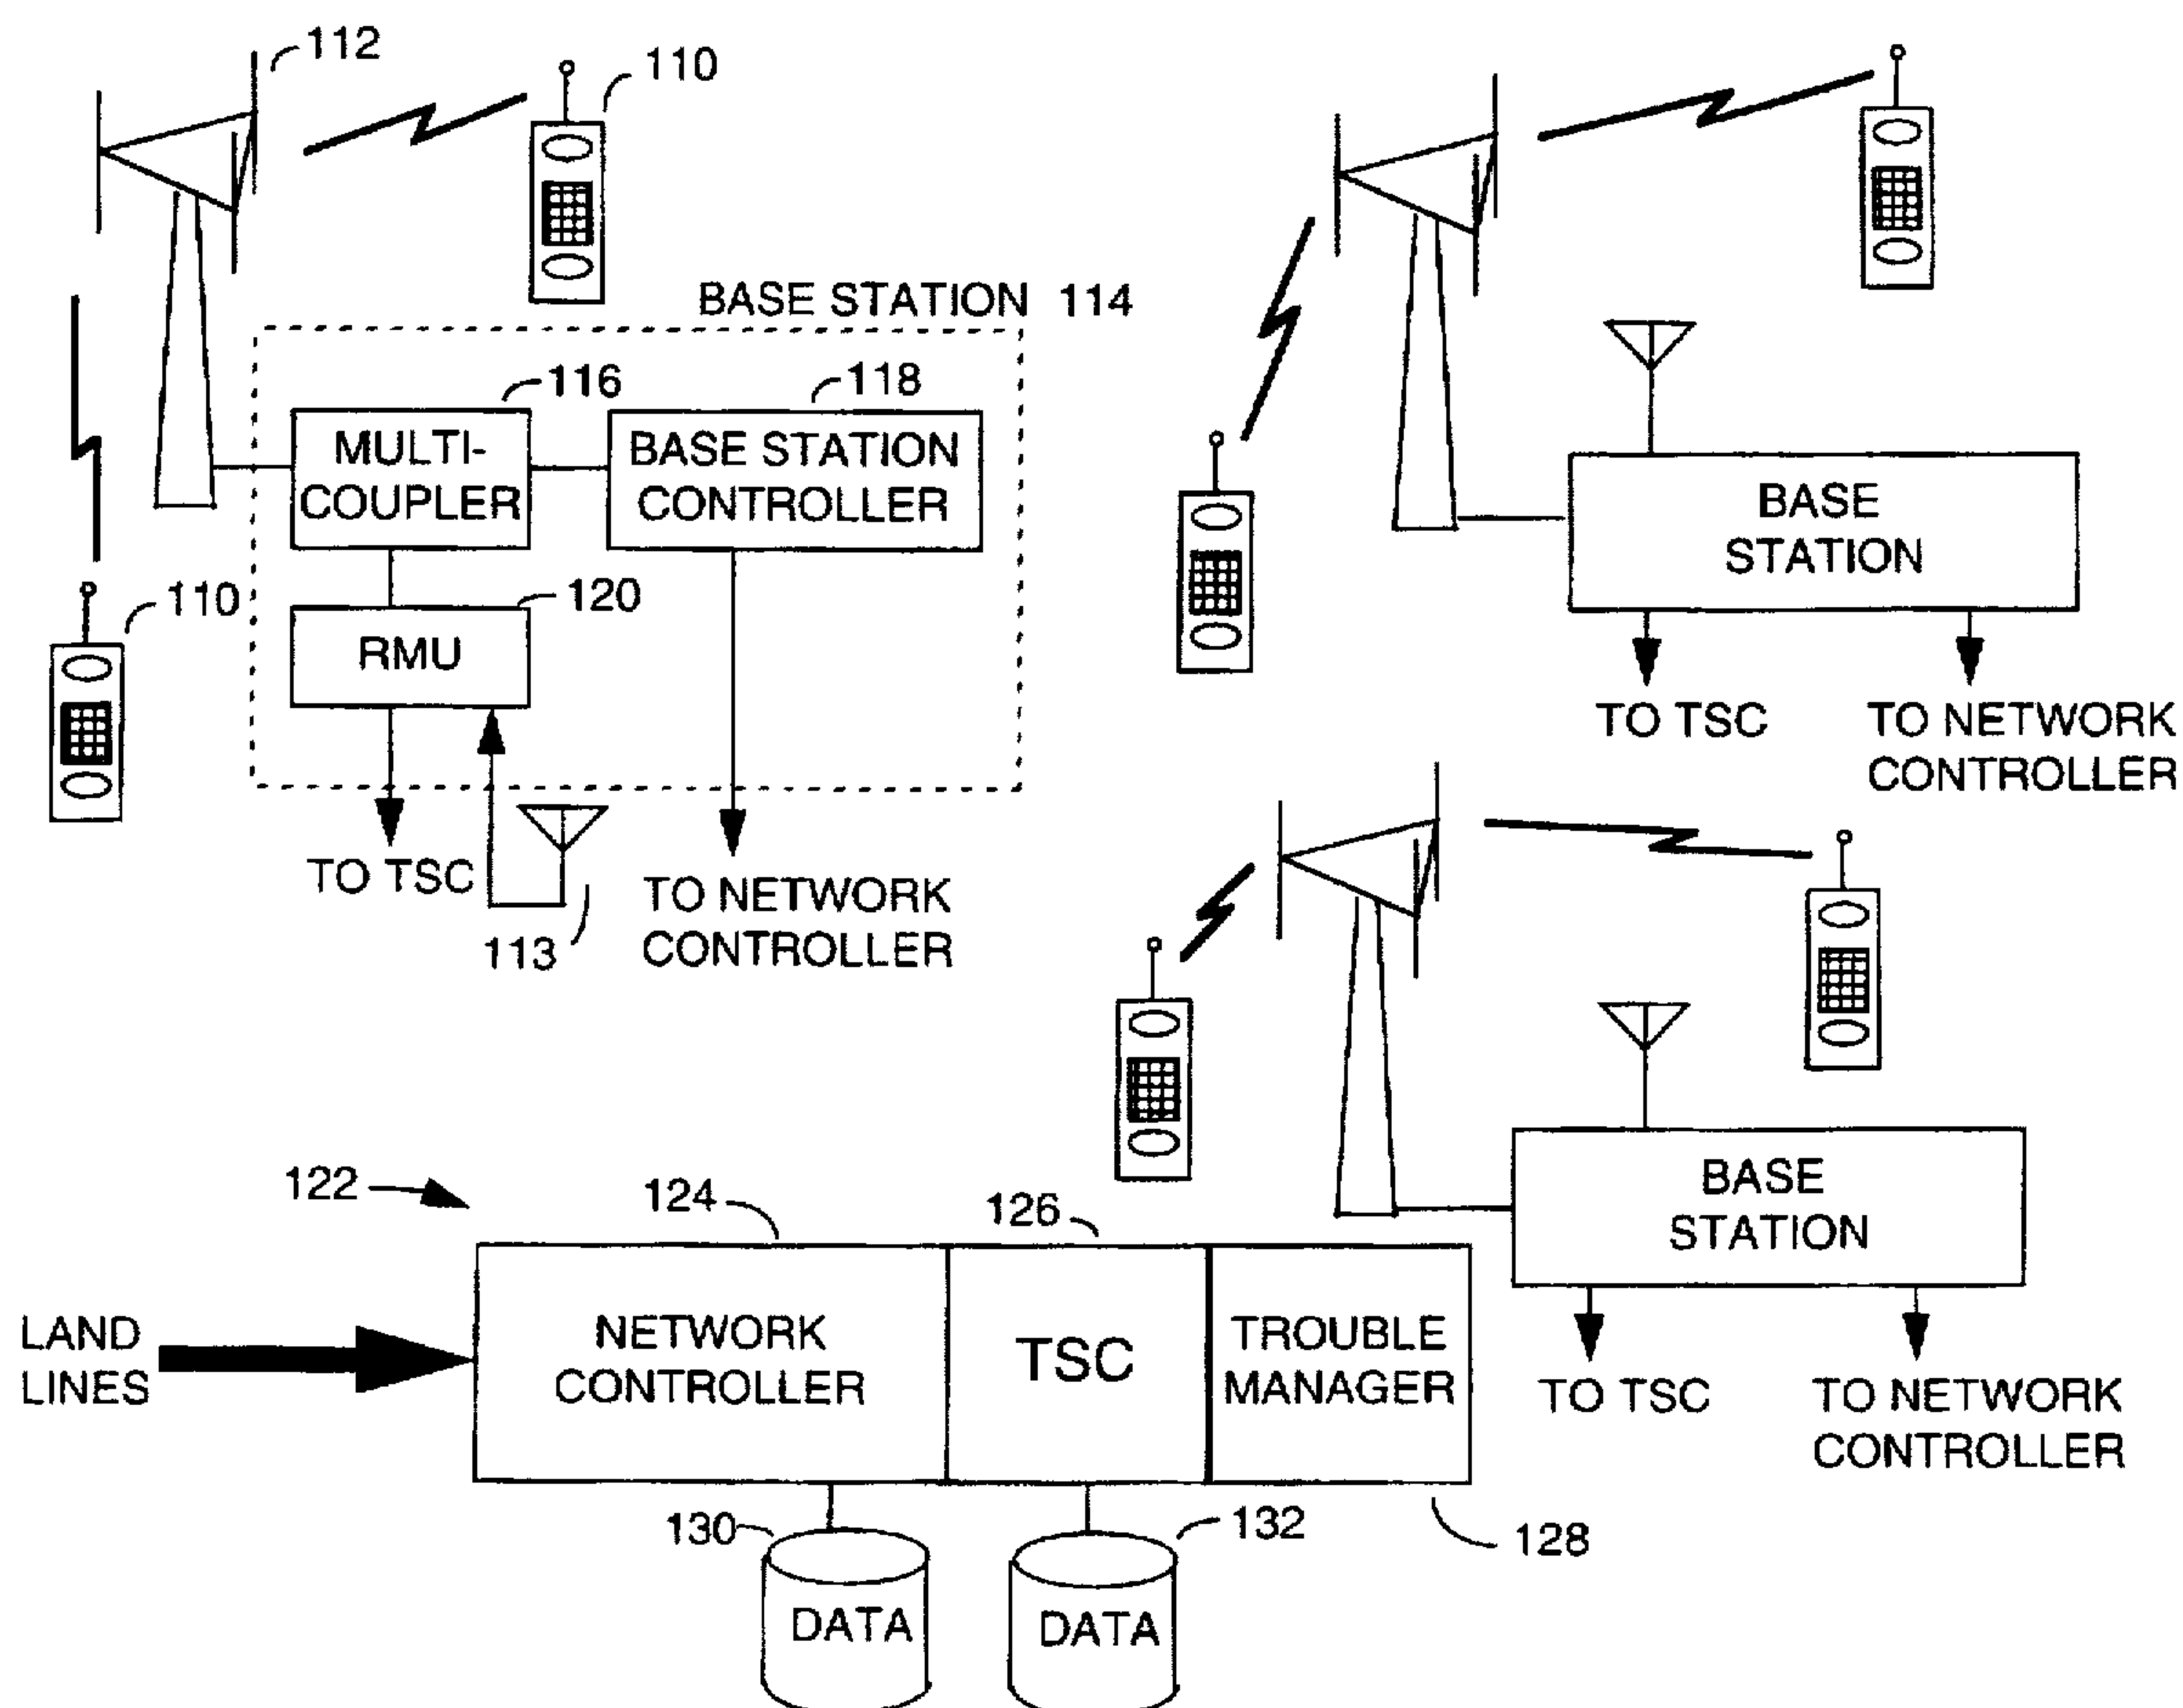 112
110
BASE STATION 114
116
118
MULTI-
COUPLER
BASE STATION
CONTROLLER
110
120
RMU
TO TSC
113
TO NETWORK
CONTROLLER
BASE
STATION
TO TSC
TO NETWORK
CONTROLLER
BASE
STATION
TO TSC
TO NETWORK
CONTROLLER
122
124
126
LAND
LINES
NETWORK
CONTROLLER
TSC
TROUBLE
MANAGER
130
132
128
DATA
DATA